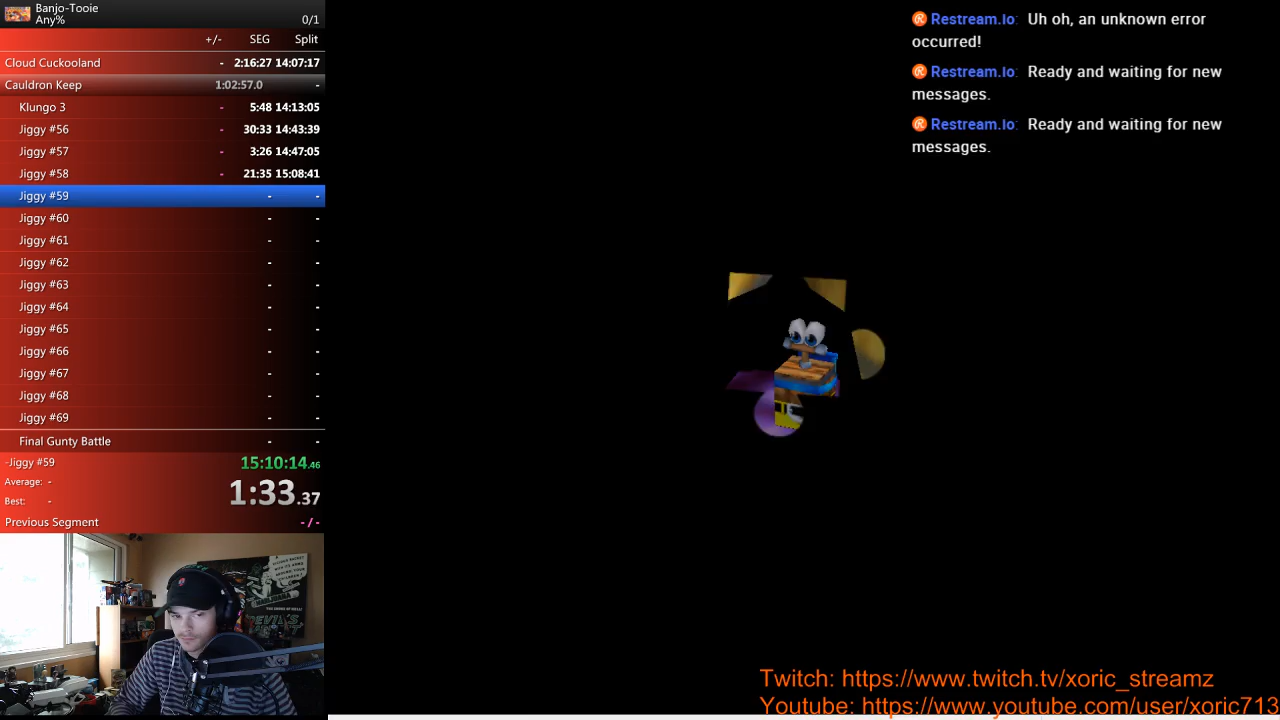 Banjo-Tooie
Any%
0/1
+/- SEG Split
Cloud Cuckooland - 2:16:27 14:07:17
Cauldron Keep 1:02:57.0 -
Klungo 3 - 5:48 14:13:05
Jiggy #56 - 30:33 14:43:39
Jiggy #57 - 3:26 14:47:05
Jiggy #58 - 21:35 15:08:41
Jiggy #59 - -
Jiggy #60 - -
Jiggy #61 - -
Jiggy #62 - -
Jiggy #63 - -
Jiggy #64 - -
Jiggy #65 - -
Jiggy #66 - -
Jiggy #67 - -
Jiggy #68 - -
Jiggy #69 - -
Final Gunty Battle - -
-Jiggy #59 15:10:14.46
Average: -
1:33.37
Best: -
Previous Segment - / -
Restream.io: Uh oh, an unknown error
occurred!
Restream.io: Ready and waiting for new
messages.
Restream.io: Ready and waiting for new
messages.
Twitch: https://www.twitch.tv/xoric_streamz
Youtube: https://www.youtube.com/user/xoric713